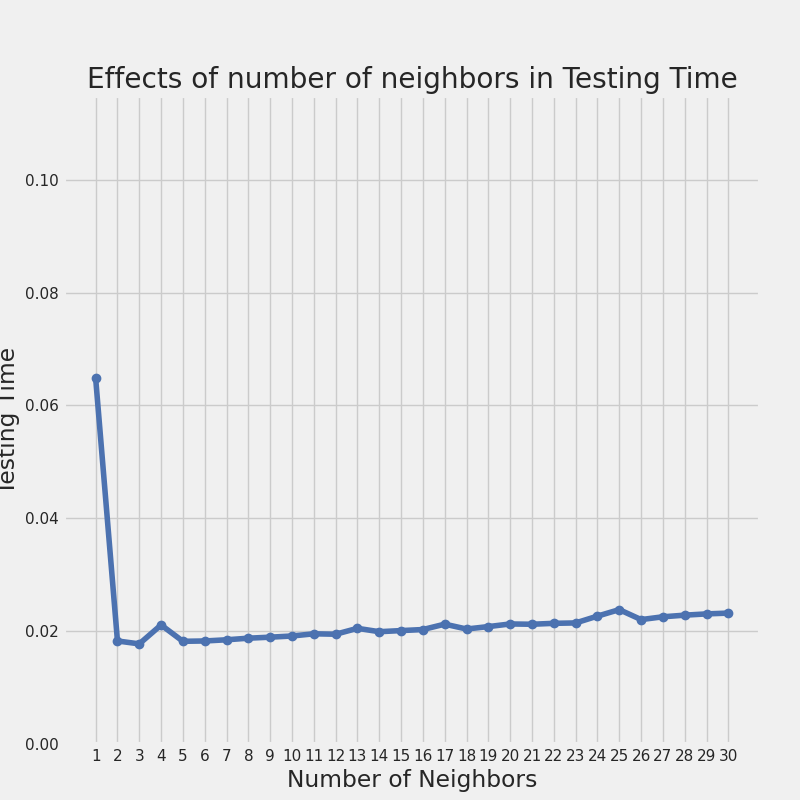 Effects of number of neighbors in Testing Time
0.10
0.08
0.06
0.04
0.02
0.00
Testing Time
1 2 3 4 5 6 7 8 9 10 11 12 13 14 15 16 17 18 19 20 21 22 23 24 25 26 27 28 29 30
Number of Neighbors